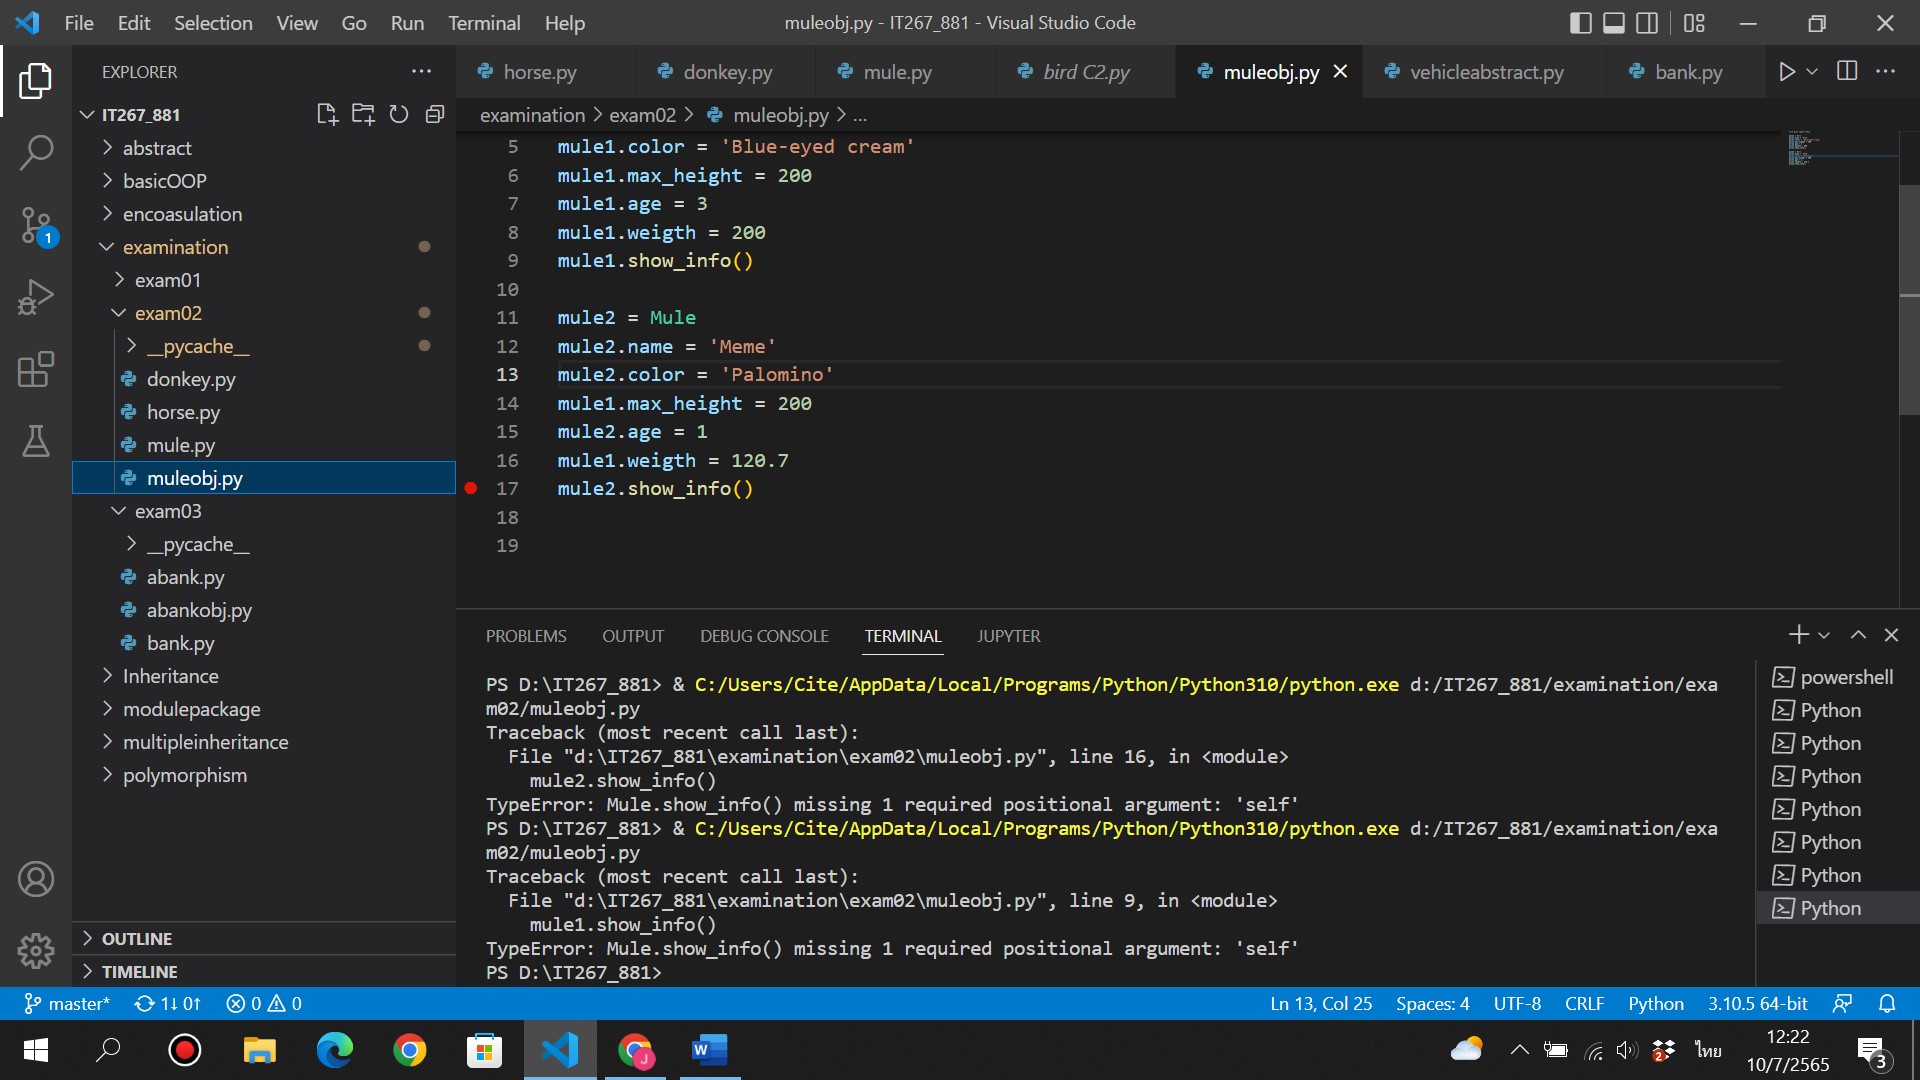 File Edit Selection View Go Run Terminal Help
muleobj.py - IT267_881 - Visual Studio Code
EXPLORER
horse.py
donkey.py
mule.py
bird C2.py
muleobj.py
vehicleabstract.py
bank.py
IT267_881
abstract
basicOOP
encoasulation
examination
exam01
exam02
__pycache__
donkey.py
horse.py
mule.py
muleobj.py
exam03
__pycache__
abank.py
abankobj.py
bank.py
Inheritance
modulepackage
multipleinheritance
polymorphism
OUTLINE
TIMELINE
1
examination > exam02 > muleobj.py > ...
5 mule1.color = 'Blue-eyed cream'
6 mule1.max_height = 200
7 mule1.age = 3
8 mule1.weigth = 200
9 mule1.show_info()
10
11 mule2 = Mule
12 mule2.name = 'Meme'
13 mule2.color = 'Palomino'
14 mule1.max_height = 200
15 mule2.age = 1
16 mule1.weigth = 120.7
17 mule2.show_info()
18
19
PROBLEMS OUTPUT DEBUG CONSOLE TERMINAL JUPYTER
PS D:\IT267_881> & C:/Users/Cite/AppData/Local/Programs/Python/Python310/python.exe d:/IT267_881/examination/exa
m02/muleobj.py
Traceback (most recent call last):
File "d:\IT267_881\examination\exam02\muleobj.py", line 16, in <module>
mule2.show_info()
TypeError: Mule.show_info() missing 1 required positional argument: 'self'
PS D:\IT267_881> & C:/Users/Cite/AppData/Local/Programs/Python/Python310/python.exe d:/IT267_881/examination/exa
m02/muleobj.py
Traceback (most recent call last):
File "d:\IT267_881\examination\exam02\muleobj.py", line 9, in <module>
mule1.show_info()
TypeError: Mule.show_info() missing 1 required positional argument: 'self'
PS D:\IT267_881>
powershell
Python
Python
Python
Python
Python
Python
Python
master* 1↓ 0↑ 0 0
Ln 13, Col 25 Spaces: 4 UTF-8 CRLF Python 3.10.5 64-bit
J
W
2
ไทย
12:22
10/7/2565
3